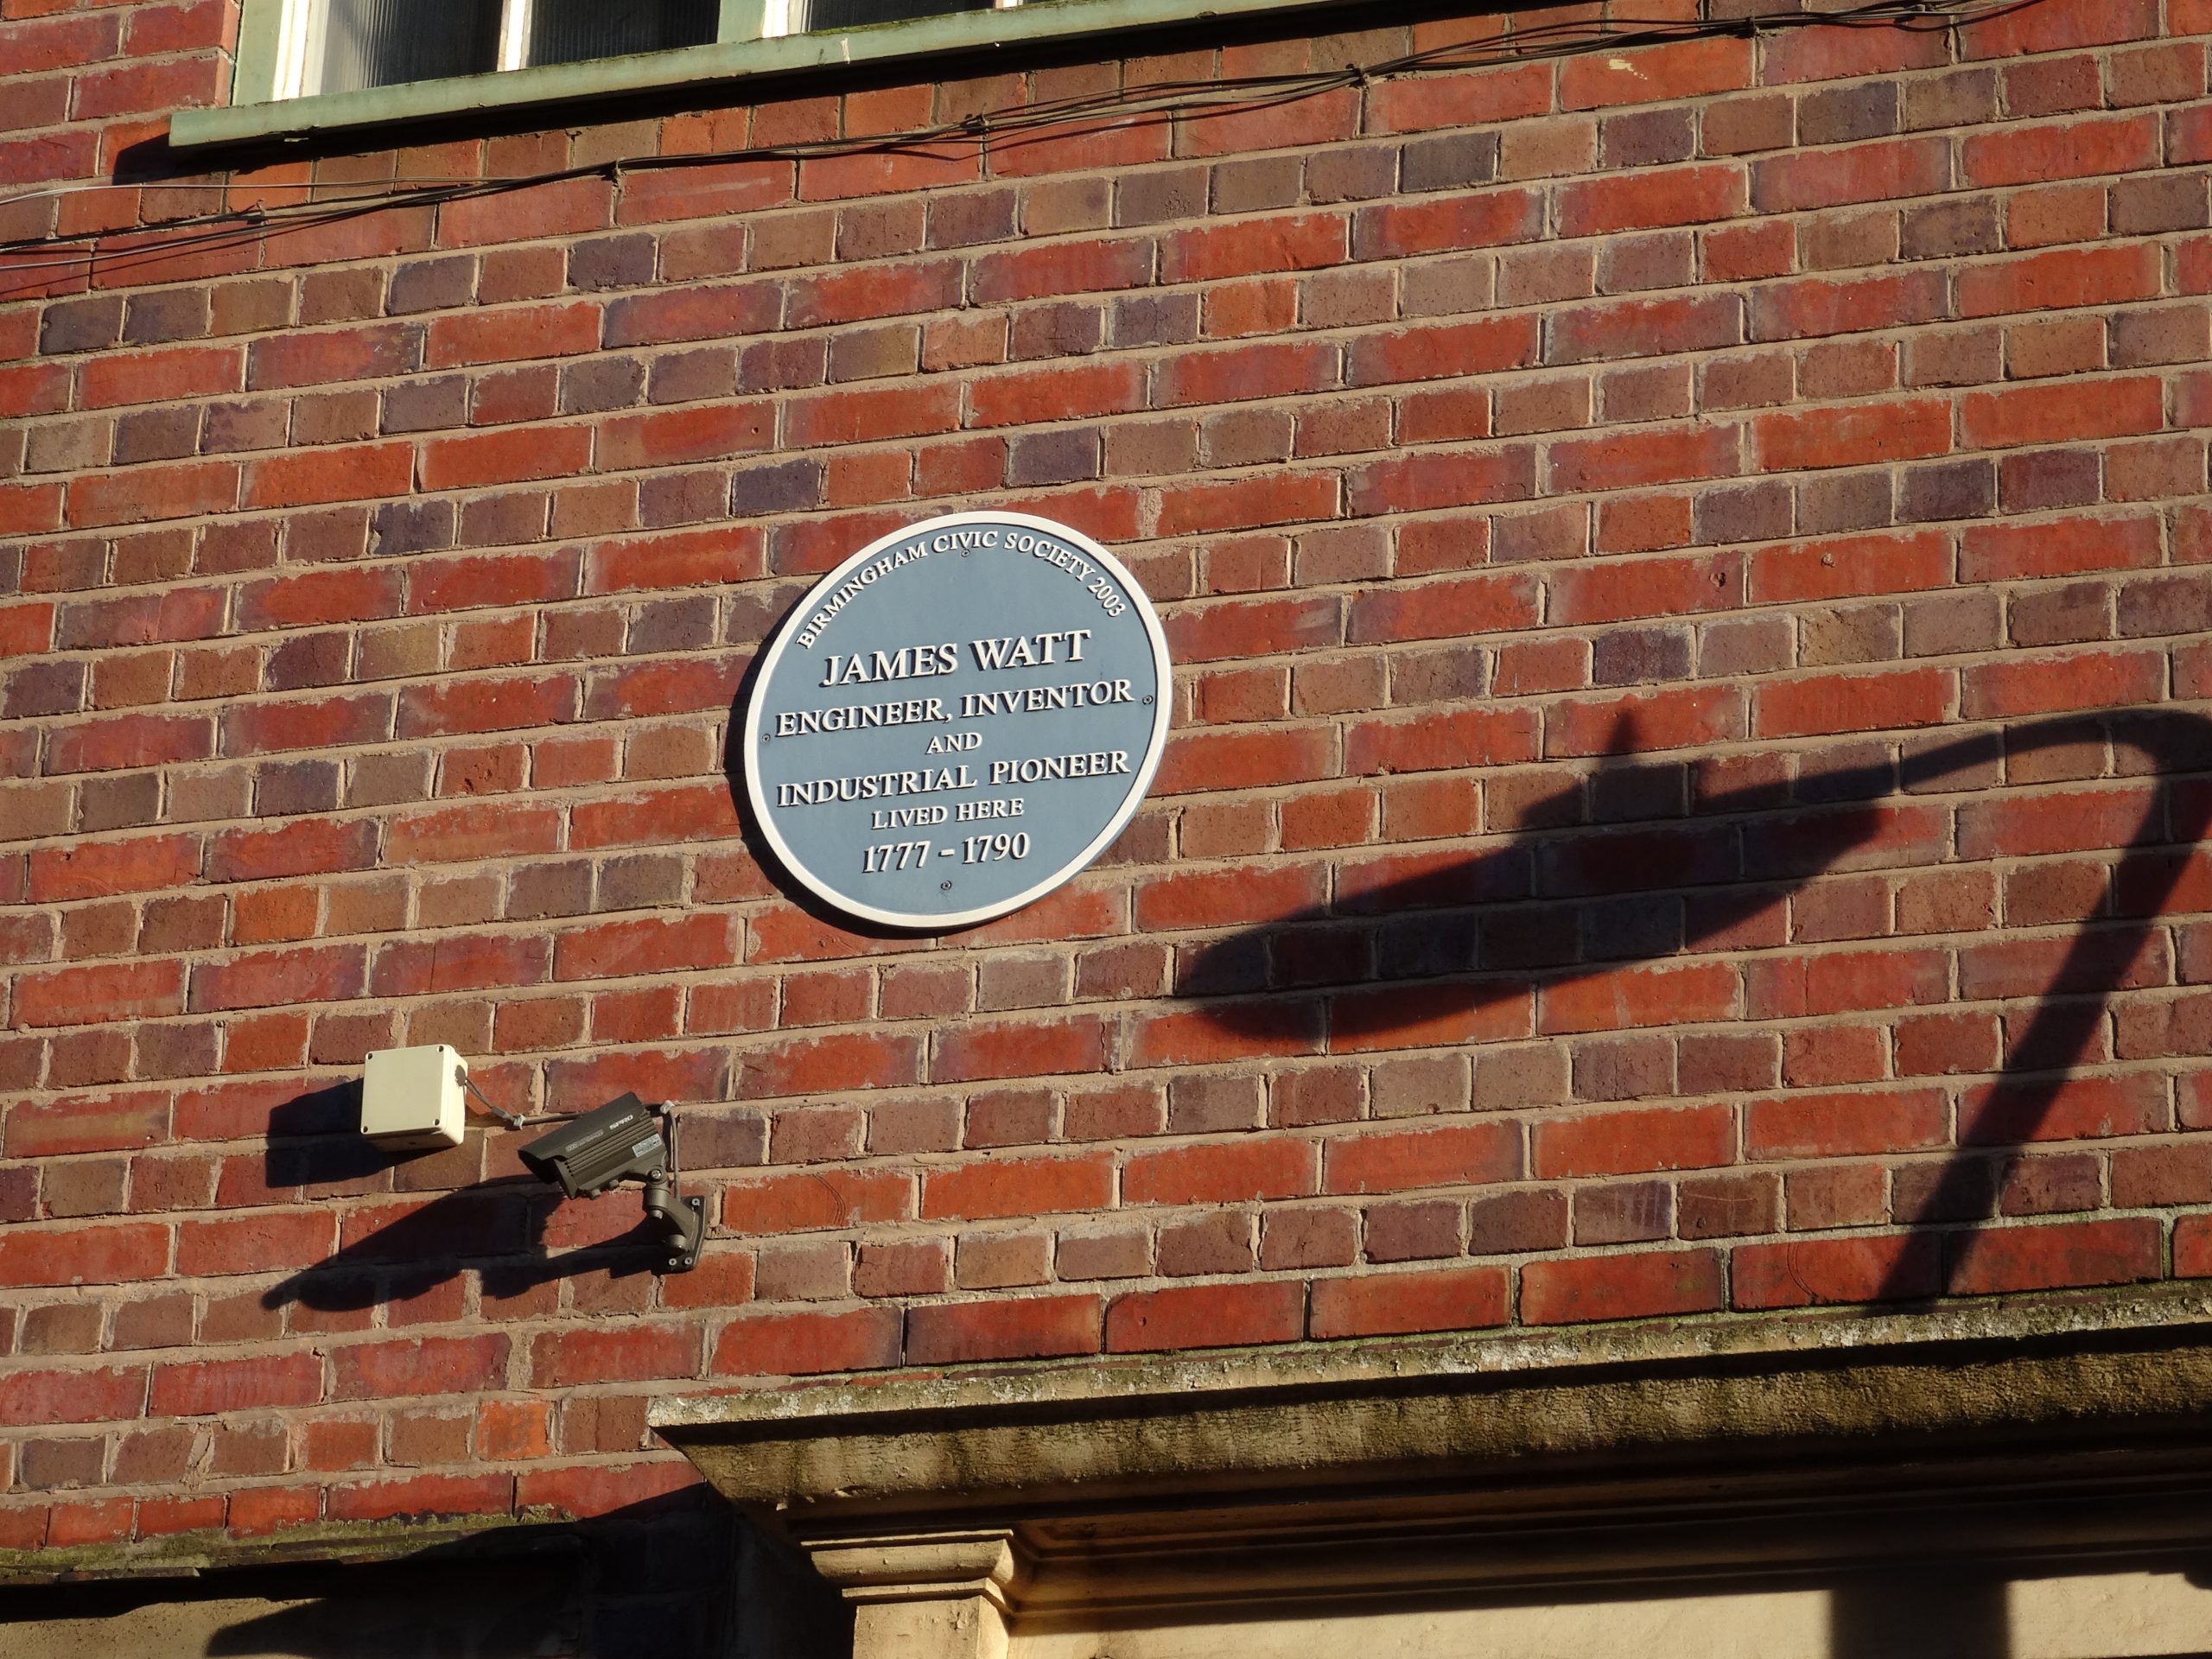 BIRMINGHAM CIVIC SOCIETY 2003
JAMES WATT
ENGINEER, INVENTOR
AND
INDUSTRIAL PIONEER
LIVED HERE
1777 - 1790